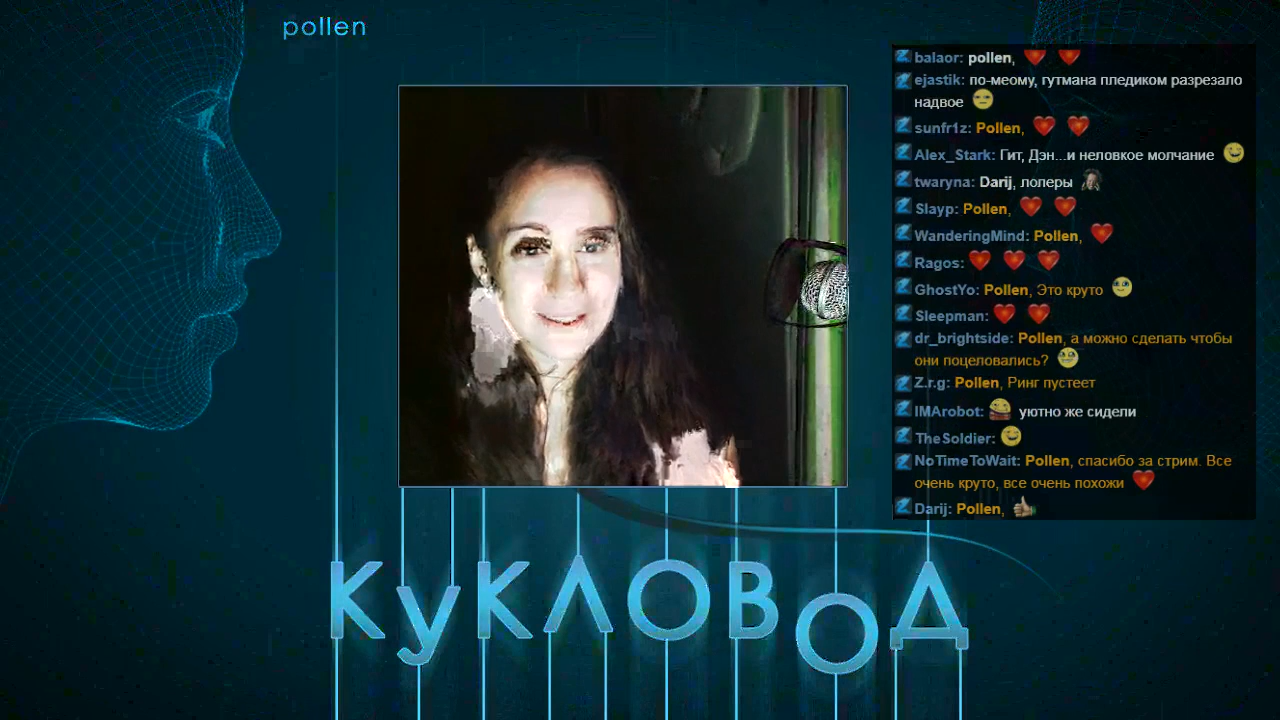 pollen
balaor: pollen,
ejastik: по-меому, гутмана пледиком разрезало
надвое
sunfr1z: Pollen,
Alex_Stark: Гит, Дэн...и неловкое молчание
twaryna: Darij, лолеры
Slayp: Pollen,
WanderingMind: Pollen,
Ragos:
GhostYo: Pollen, Это круто
Sleepman:
dr_brightside: Pollen, а можно сделать чтобы
они поцеловались?
Z.r.g: Pollen, Ринг пустеет
IMArobot: уютно же сидели
TheSoldier:
NoTimeToWait: Pollen, спасибо за стрим. Все
очень круто, все очень похожи
Darij: Pollen,
КУКЛОВОД